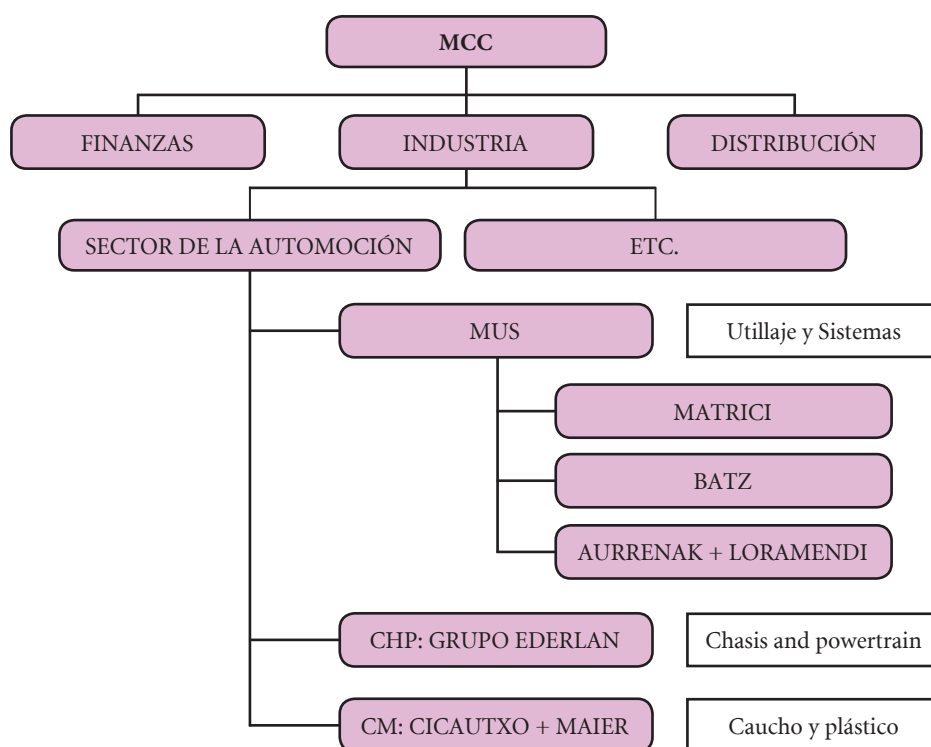 MCC
FINANZAS
INDUSTRIA
DISTRIBUCIÓN
SECTOR DE LA AUTOMOCIÓN
ETC.
MUS
Utillaje y Sistemas
MATRICI
BATZ
AURRENAK + LORAMENDI
CHP: GRUPO EDERLAN
Chasis and powertrain
CM: CICAUTXO + MAIER
Caucho y plástico